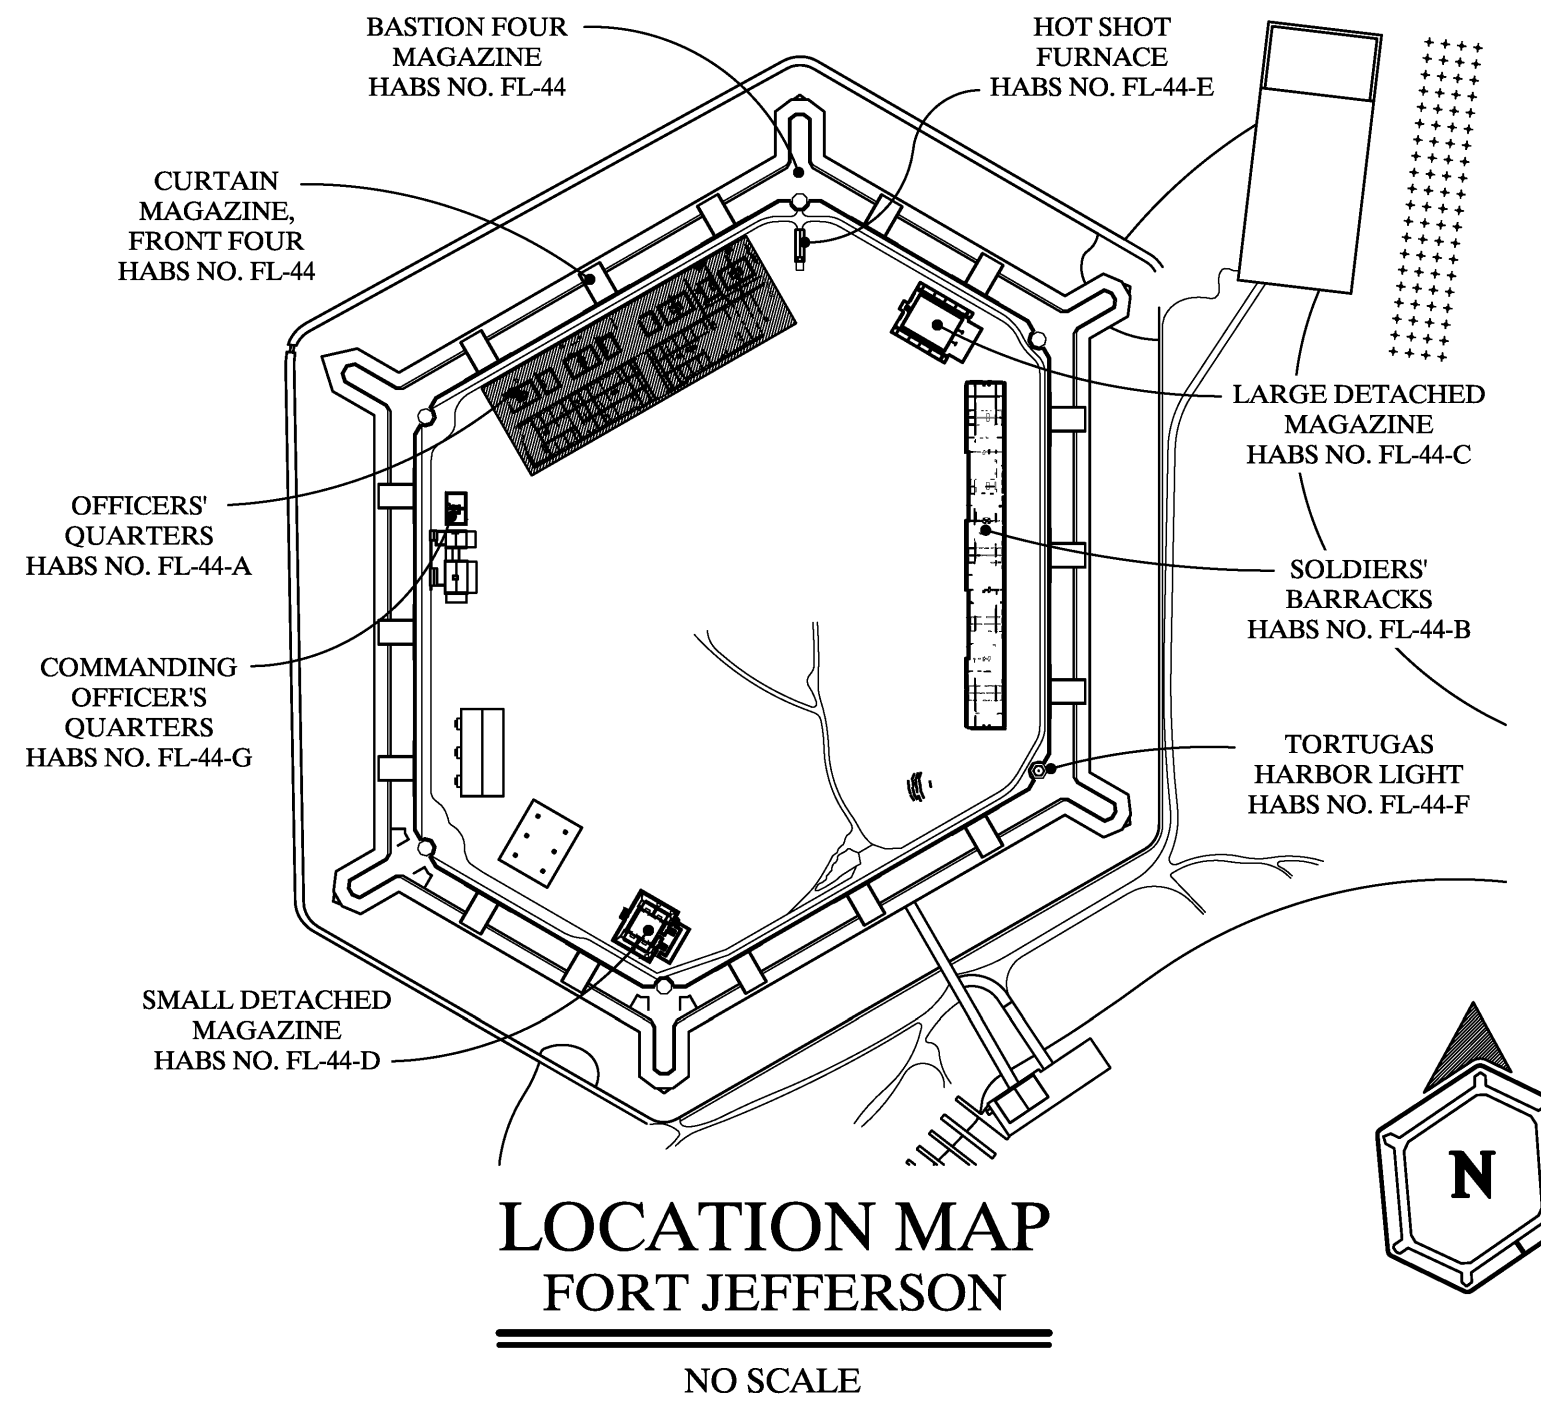 BASTION FOUR
MAGAZINE
HABS NO. FL-44
HOT SHOT
FURNACE
HABS NO. FL-44-E
CURTAIN
MAGAZINE,
FRONT FOUR
HABS NO. FL-44
LARGE DETACHED
MAGAZINE
HABS NO. FL-44-C
OFFICERS'
QUARTERS
HABS NO. FL-44-A
SOLDIERS'
BARRACKS
HABS NO. FL-44-B
COMMANDING
OFFICER'S
QUARTERS
HABS NO. FL-44-G
TORTUGAS
HARBOR LIGHT
HABS NO. FL-44-F
SMALL DETACHED
MAGAZINE
HABS NO. FL-44-D
N
LOCATION MAP
FORT JEFFERSON
NO SCALE